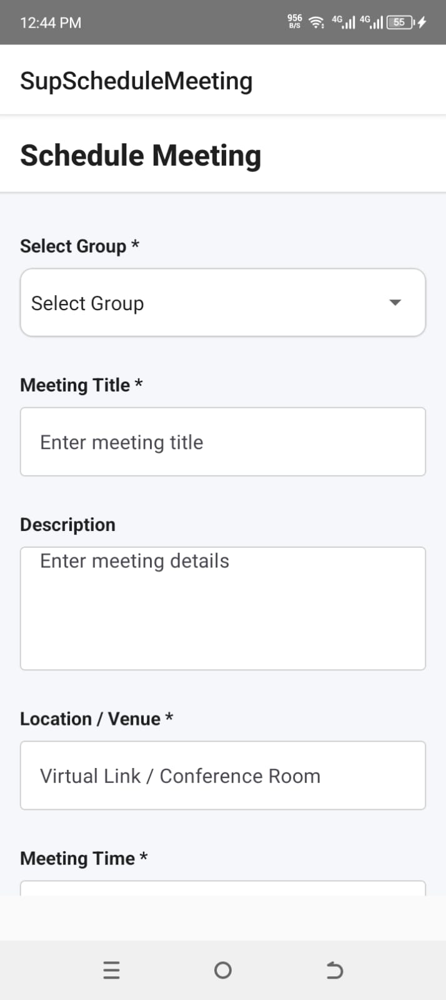 12:44 PM
956
B/S
4G
4G
55
SupScheduleMeeting
Schedule Meeting
Select Group *
Select Group
Meeting Title *
Enter meeting title
Description
Enter meeting details
Location / Venue *
Virtual Link / Conference Room
Meeting Time *